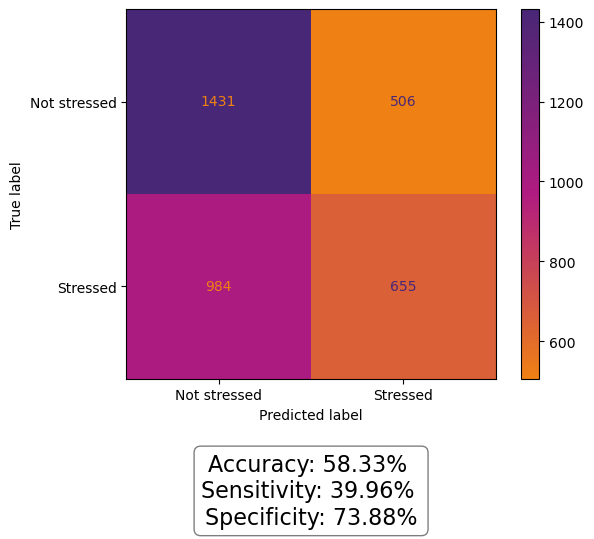 1400
1431
506
Not stressed
1200
True label
1000
984
655
Stressed
800
600
Not stressed
Stressed
Predicted label
Accuracy: 58.33%
Sensitivity: 39.96%
Specificity: 73.88%